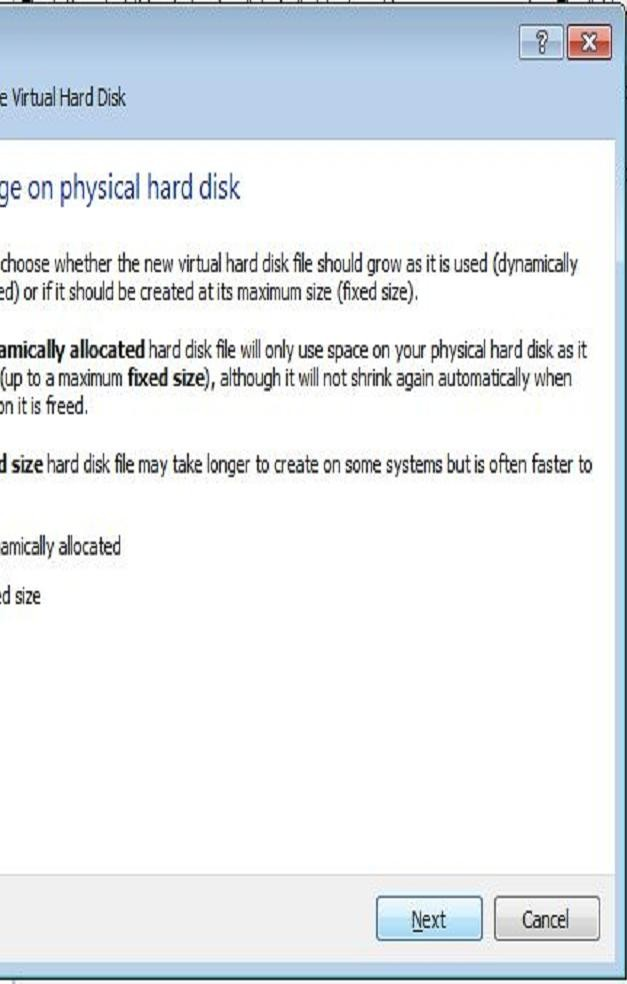 ?
x
e Virtual Hard Disk
ge on physical hard disk
choose whether the new virtual hard disk file should grow as it is used (dynamically
ed) or if it should be created at its maximum size (fixed size).
amically allocated hard disk file will only use space on your physical hard disk as it
(up to a maximum fixed size), although it will not shrink again automatically when
on it is freed.
d size hard disk file may take longer to create on some systems but is often faster to
amically allocated
ed size
Next
Cancel